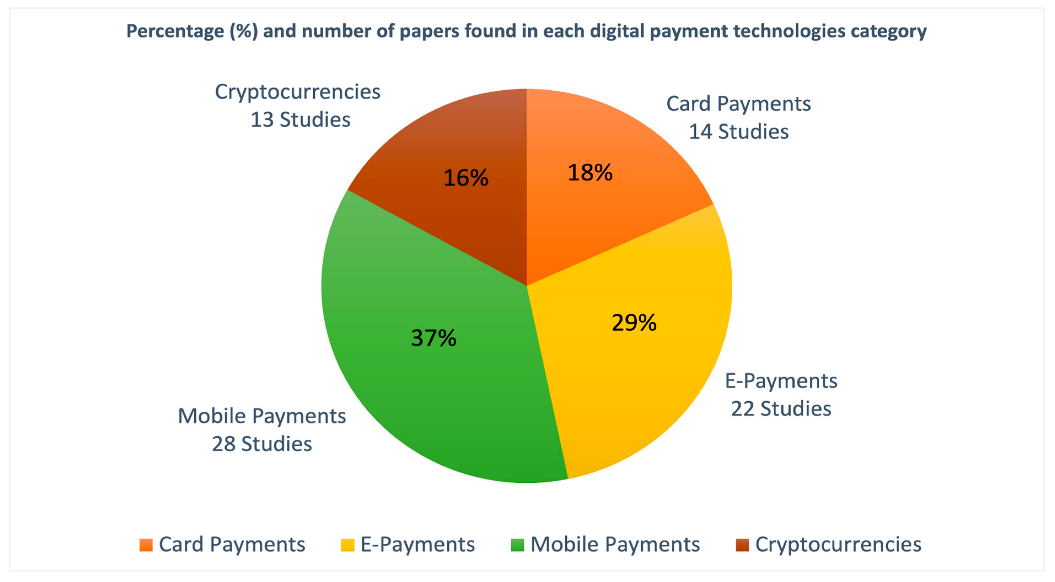 Percentage (%) and number of papers found in each digital payment technologies category
Cryptocurrencies
13 Studies
Card Payments
14 Studies
16%
18%
29%
37%
E-Payments
22 Studies
Mobile Payments
28 Studies
Card Payments
E-Payments
Mobile Payments
Cryptocurrencies